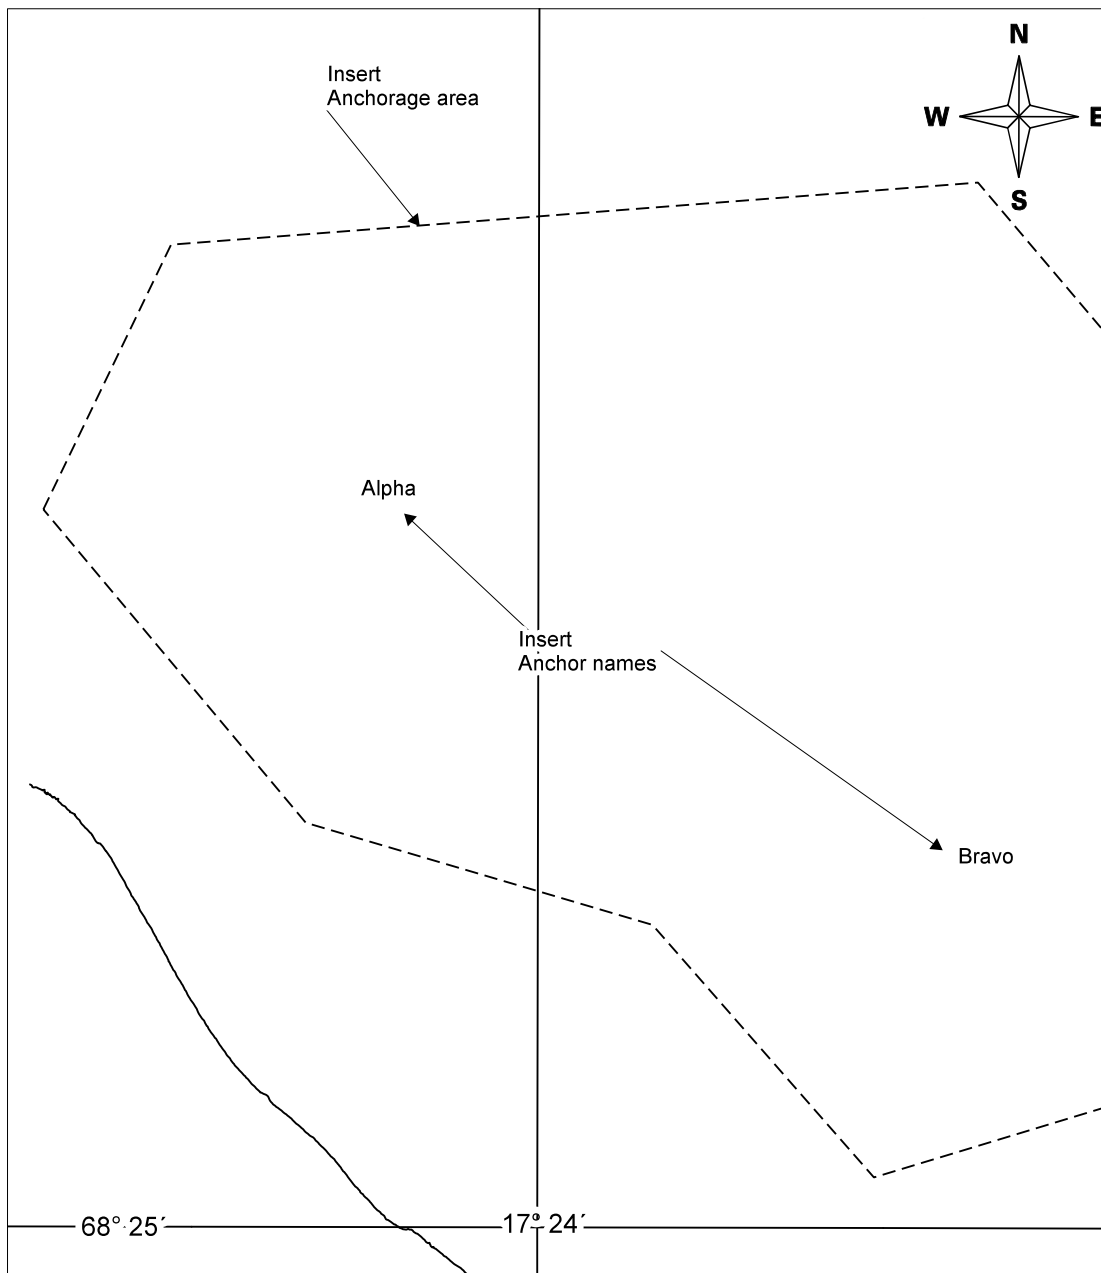 N
Insert
Anchorage area
W
E
S
Alpha
Insert
Anchor names
Bravo
68° 25′
17° 24′